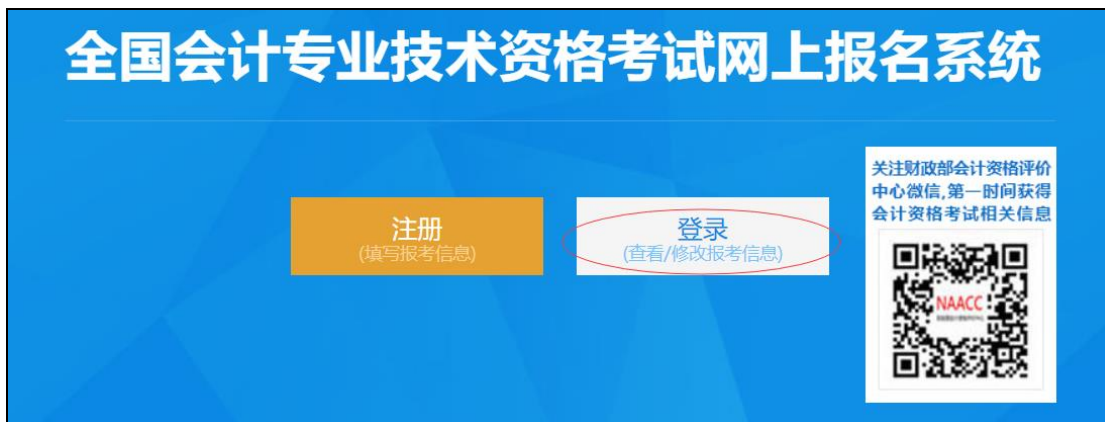 全国会计专业技术资格考试网上报名系统
关注财政部会计资格评价
中心微信,第一时间获得
会计资格考试相关信息
注册
(填写报考信息)
登录
(查看/修改报考信息)
NAACC